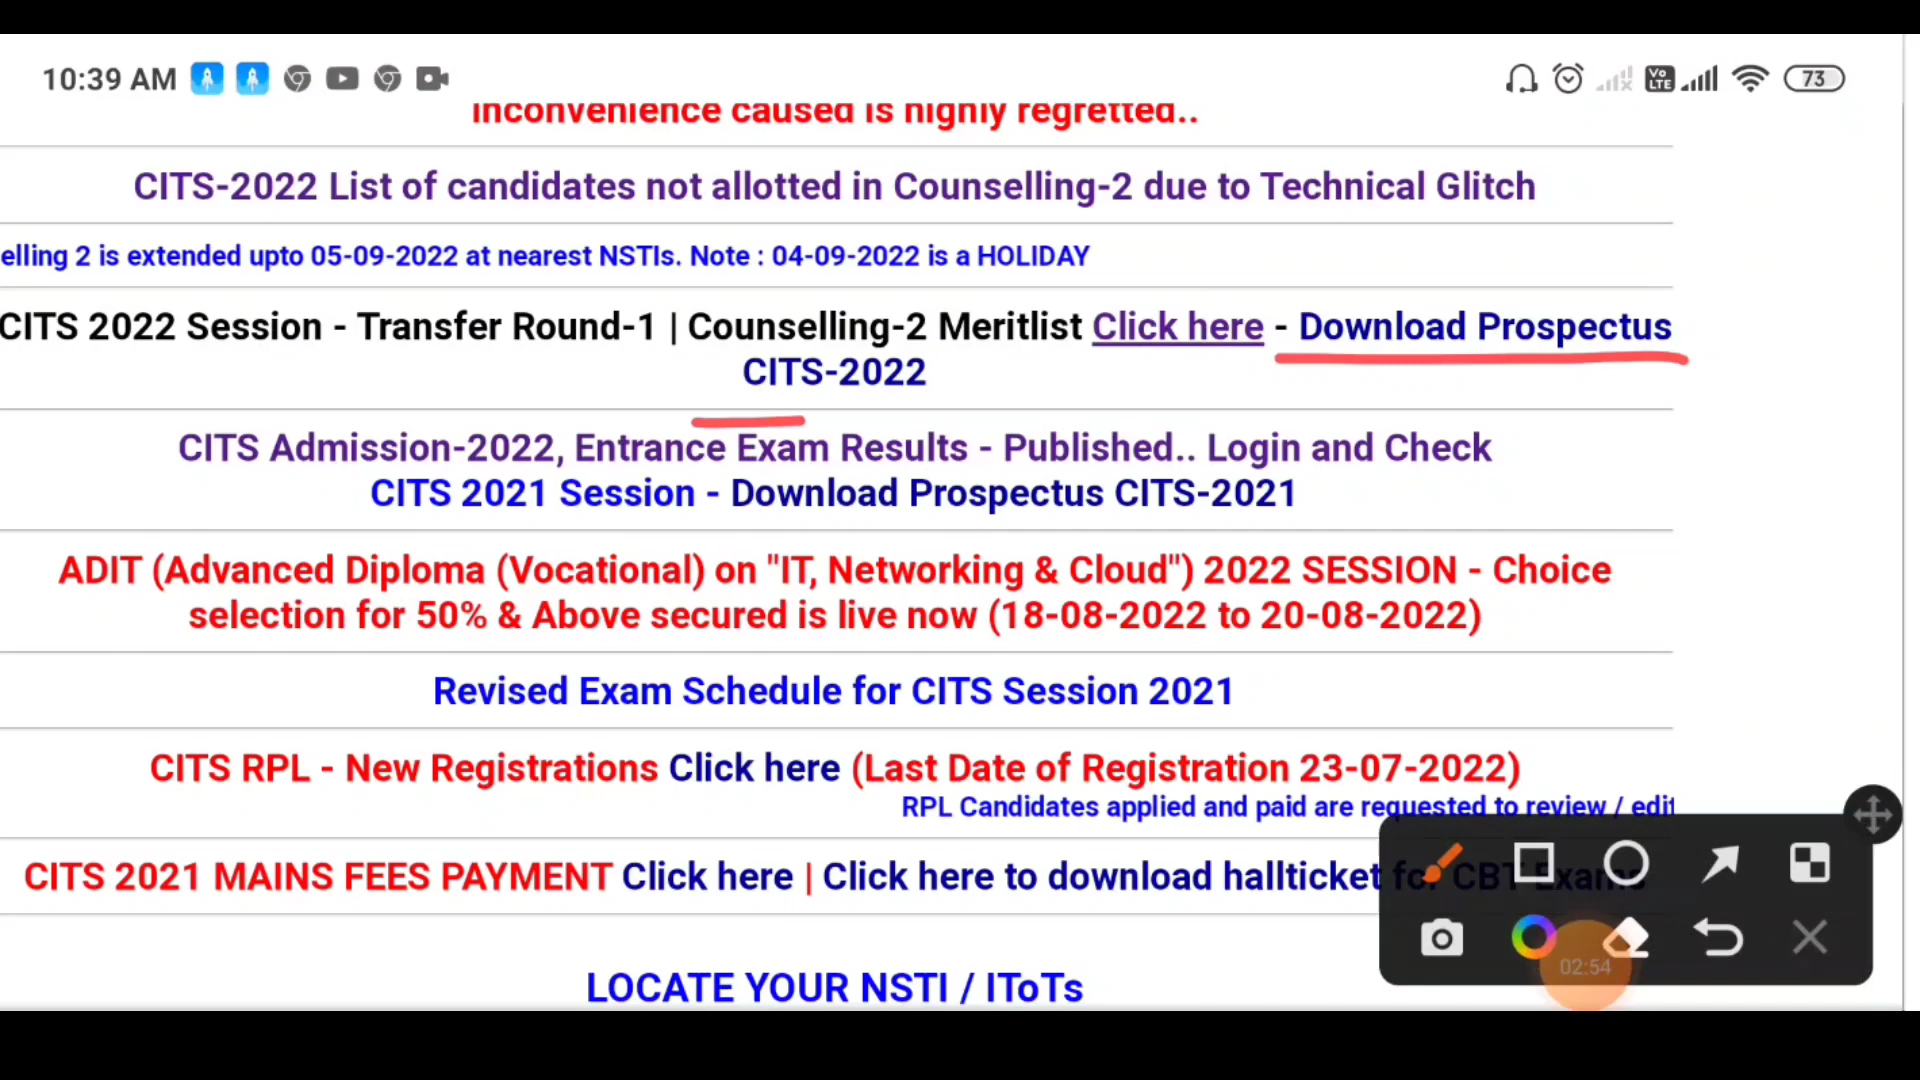 10:39 AM
Vo LTE
73
inconvenience caused is highly regretted..
CITS-2022 List of candidates not allotted in Counselling-2 due to Technical Glitch
elling 2 is extended upto 05-09-2022 at nearest NSTIs. Note : 04-09-2022 is a HOLIDAY
CITS 2022 Session - Transfer Round-1 | Counselling-2 Meritlist Click here - Download Prospectus
CITS-2022
CITS Admission-2022, Entrance Exam Results - Published.. Login and Check
CITS 2021 Session - Download Prospectus CITS-2021
ADIT (Advanced Diploma (Vocational) on "IT, Networking & Cloud") 2022 SESSION - Choice
selection for 50% & Above secured is live now (18-08-2022 to 20-08-2022)
Revised Exam Schedule for CITS Session 2021
CITS RPL - New Registrations Click here (Last Date of Registration 23-07-2022)
RPL Candidates applied and paid are requested to review / edit
CITS 2021 MAINS FEES PAYMENT Click here | Click here to download hallticket for CBT Exams
02:54
LOCATE YOUR NSTI / IToTs